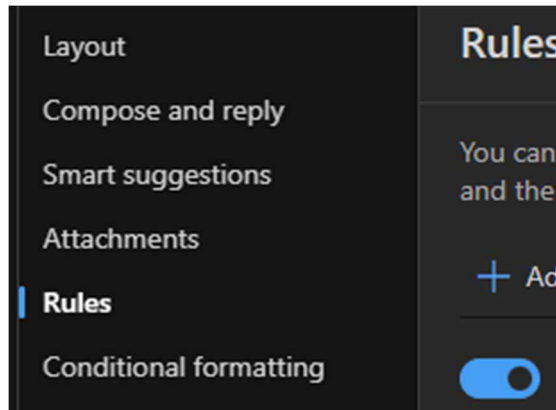 Layout
Compose and reply
Smart suggestions
Attachments
Rules
Conditional formatting
Rules
You can
and the
Ad